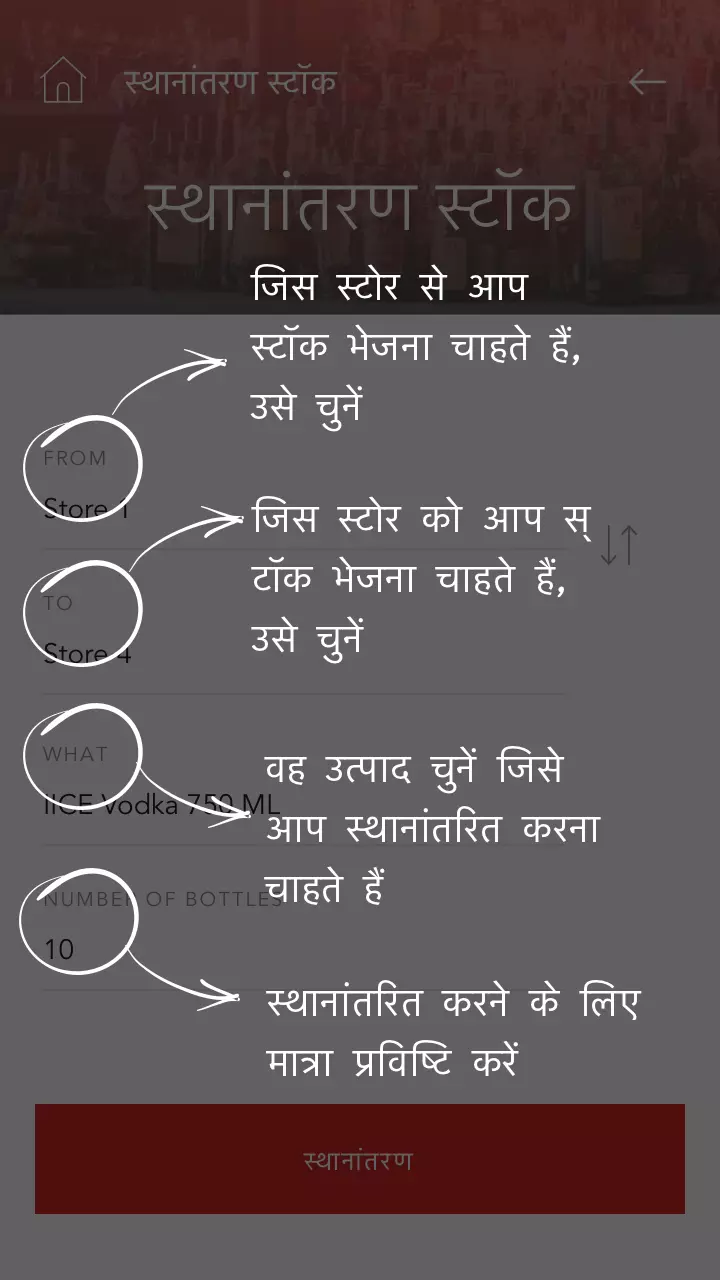 स्थानांतरण स्टॉक
स्थानांतरण स्टॉक
जिस स्टोर से आप
स्टॉक भेजना चाहते हैं,
उसे चुनें
FROM
Store 1
जिस स्टोर को आप स्
टॉक भेजना चाहते हैं,
उसे चुनें
TO
Store 4
वह उत्पाद चुनें जिसे
आप स्थानांतरित करना
चाहते हैं
WHAT
IICE Vodka 750 ML
NUMBER OF BOTTLES
10
स्थानांतरित करने के लिए
मात्रा प्रविष्टि करें
स्थानांतरण